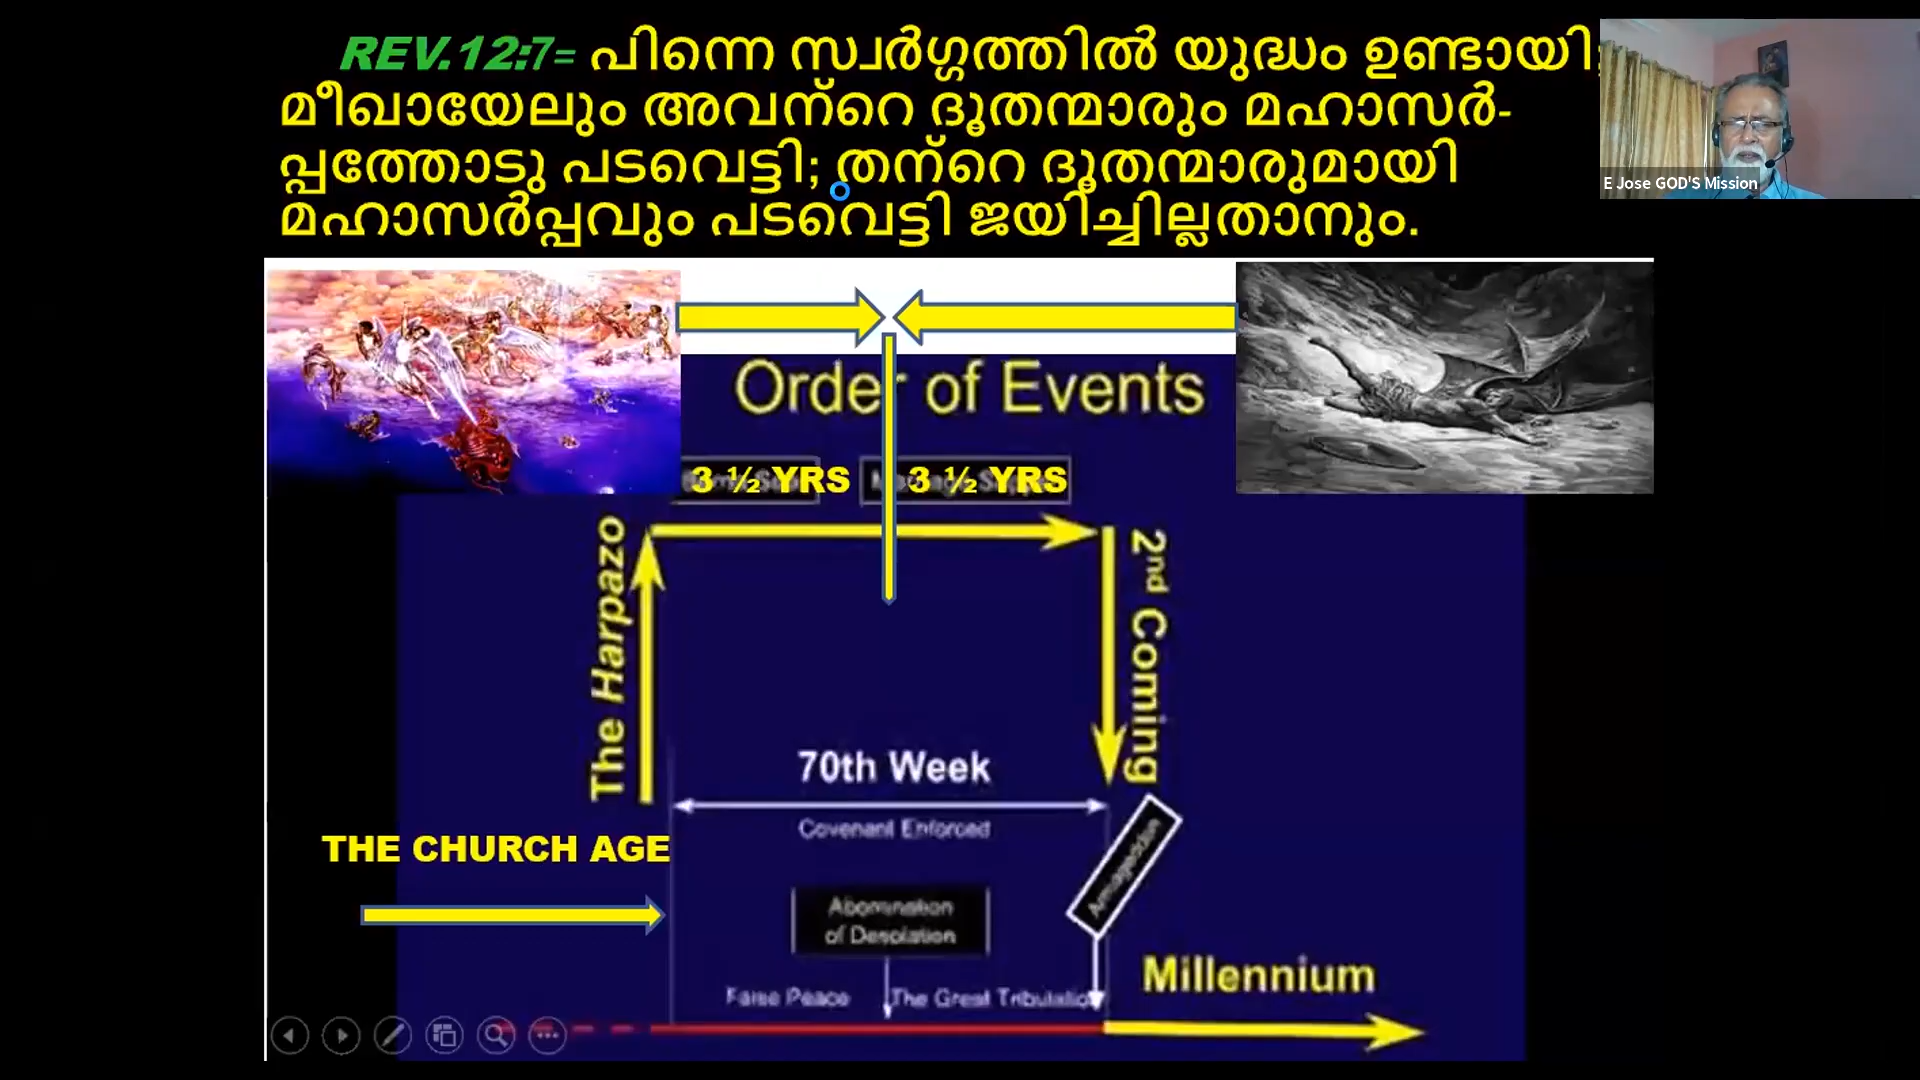 REV.12:7= പിന്നെ സ്വർഗ്ഗത്തിൽ യുദ്ധം ഉണ്ടായി;
മീഖായേലും അവന്റെ ദൂതന്മാരും മഹാസർ-
പ്പത്തോടു പടവെട്ടി; തന്റെ ദൂതന്മാരുമായി
മഹാസർപ്പവും പടവെട്ടി ജയിച്ചില്ലതാനും.
E Jose GOD'S Mission
Order of Events
3 ½ YRS
3 ½ YRS
The Harpazo
2nd Coming
70th Week
Covenant Enforced
THE CHURCH AGE
Armageddon
Abomination
of Desolation
False Peace
The Great Tribulation
Millennium